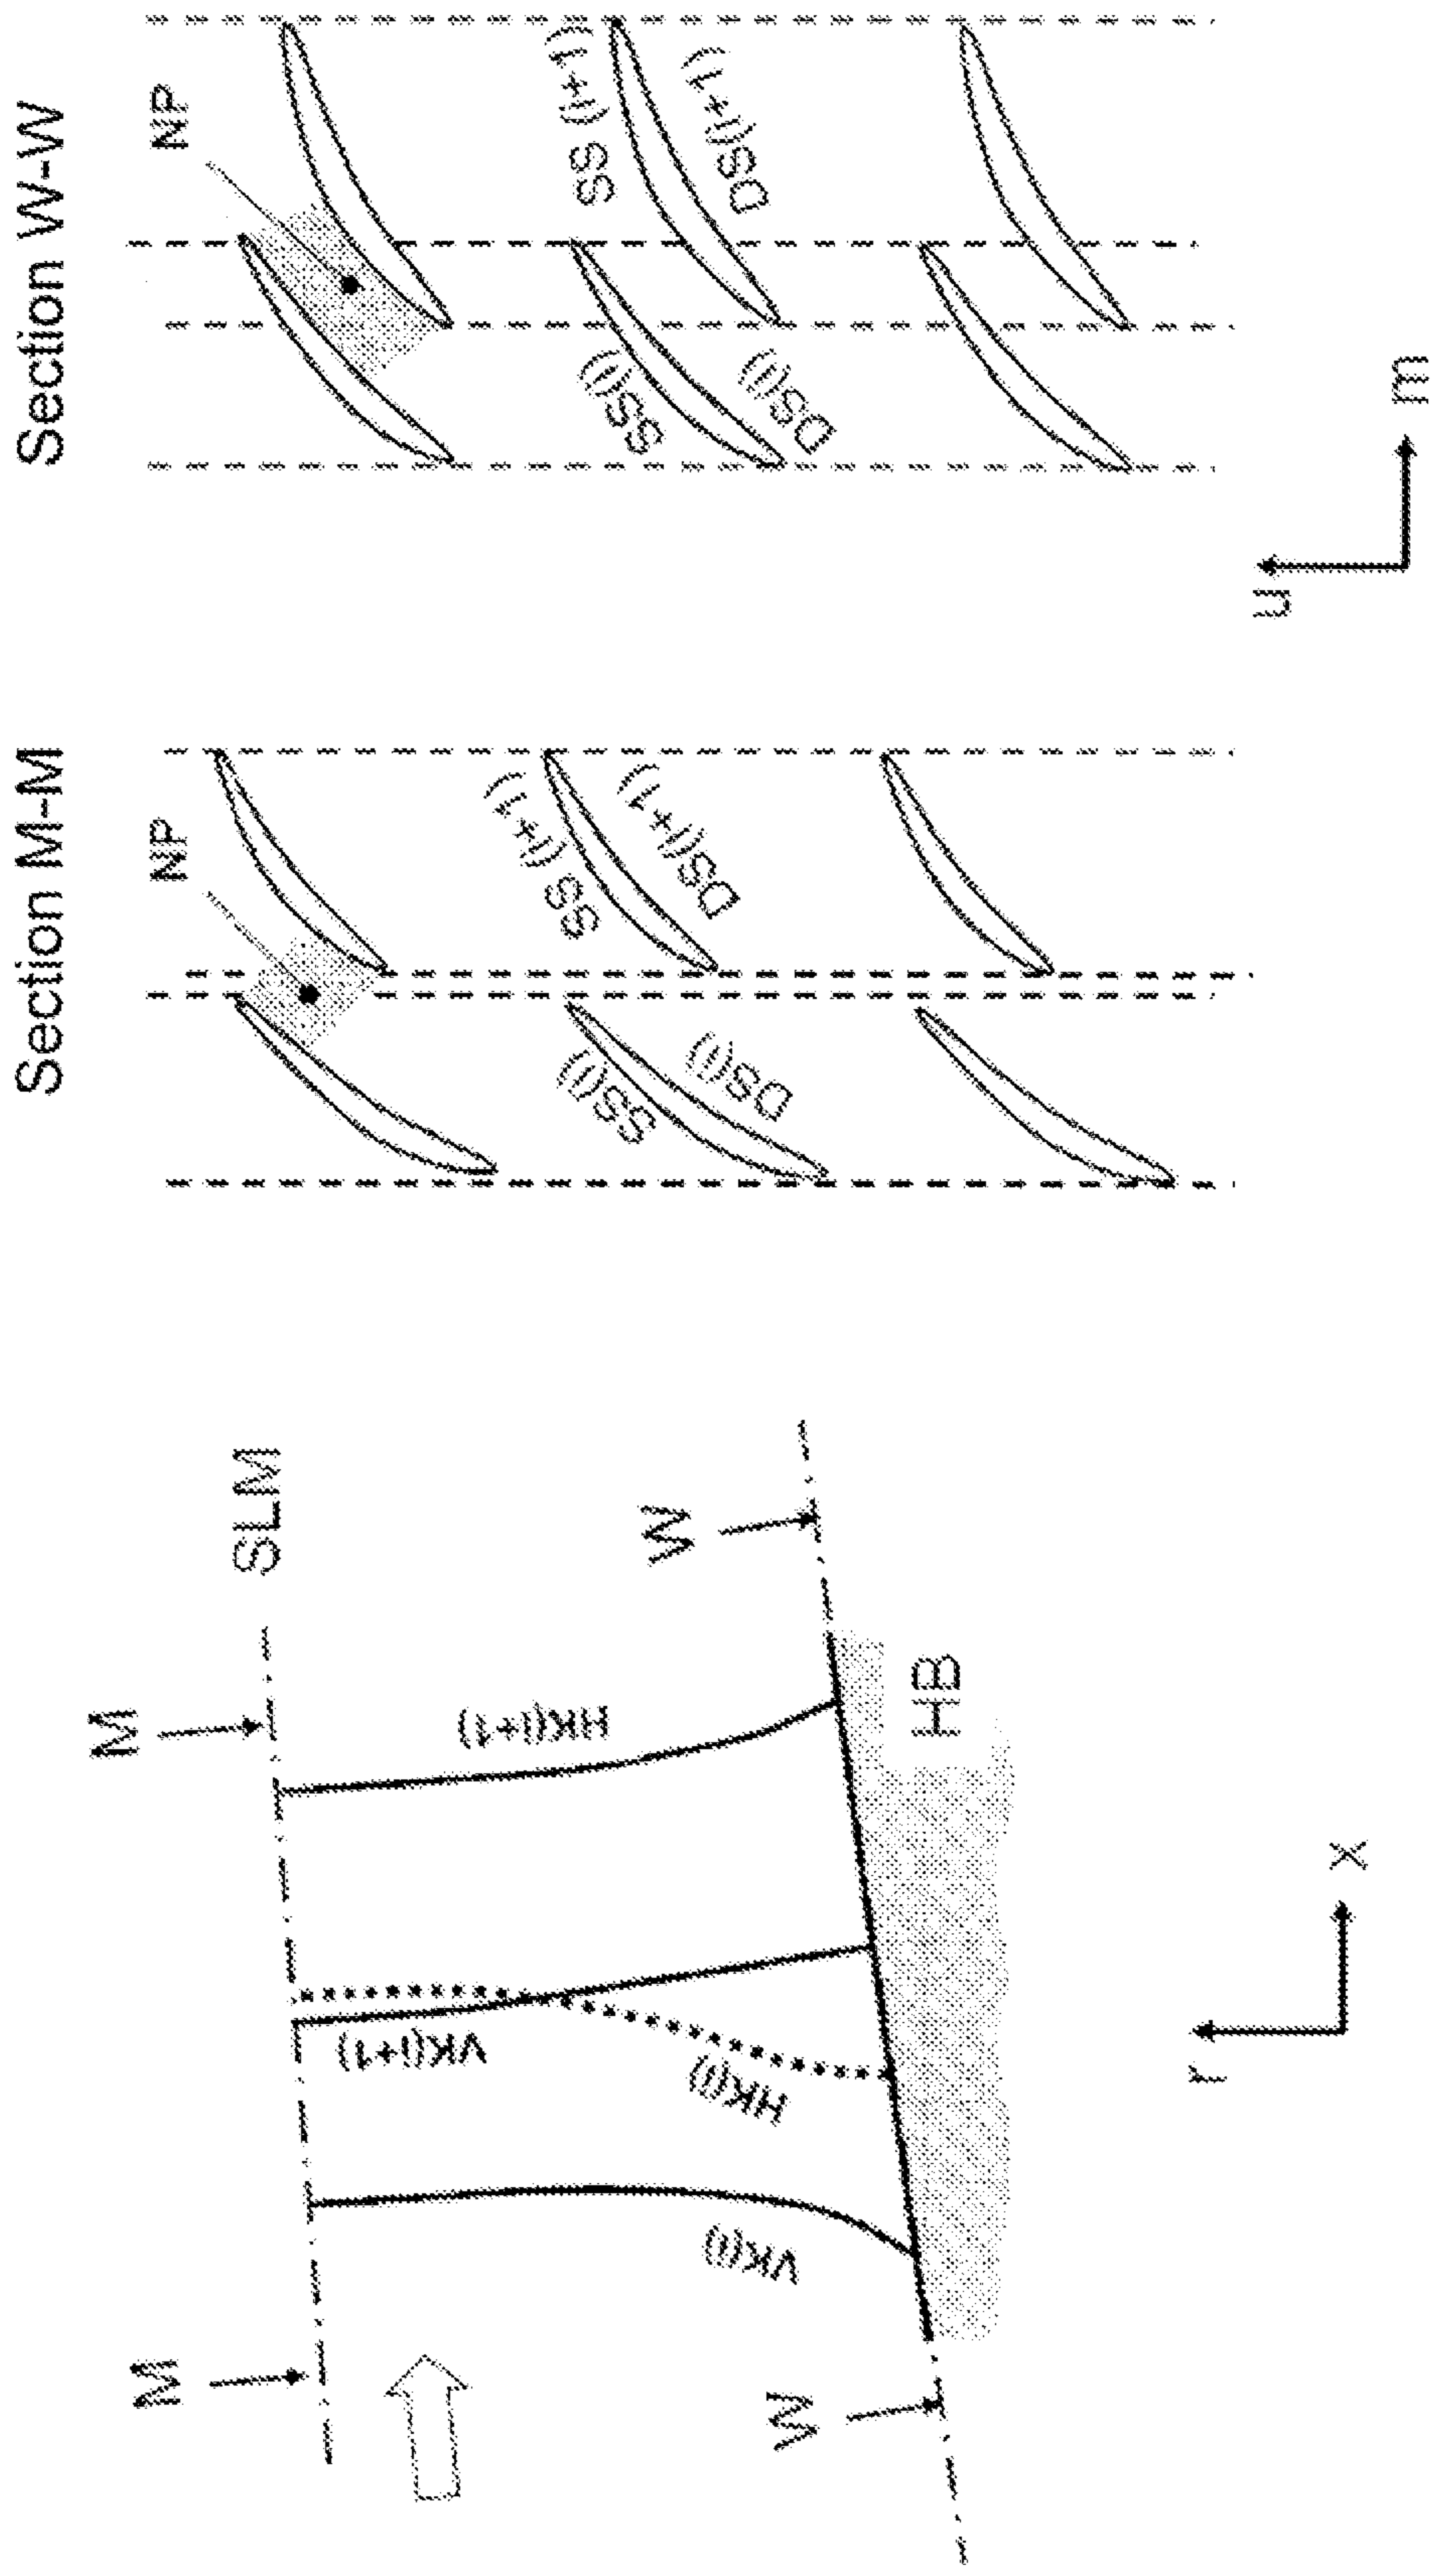 Section M-M
Section W-W
M
M
SLM
VK(i)
VK(i+1)
HK(i)
HK(i+1)
W
W
HB
r
x
NP
SS(i)
DS(i)
SS (i+1)
DS(i+1)
NP
SS(i)
DS(i)
SS (i+1)
DS(i+1)
u
m